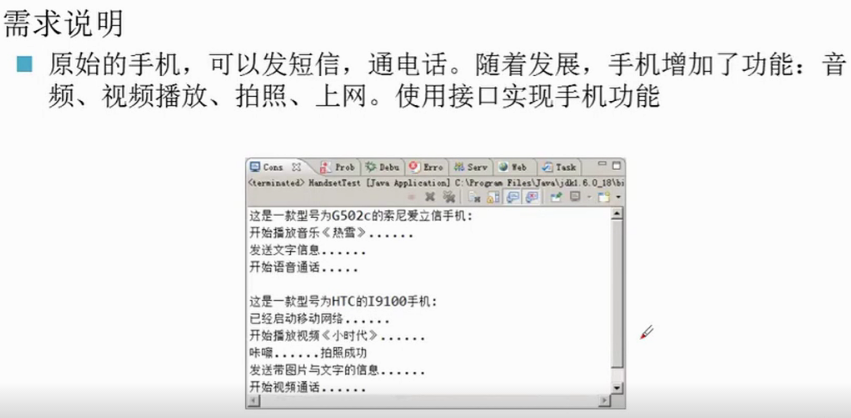 需求说明
原始的手机，可以发短信，通电话。随着发展，手机增加了功能：音
频、视频播放、拍照、上网。使用接口实现手机功能
Cons Prob Debu Erro Serv Web Task
<terminated> HandsetTest [Java Application] C:\Program Files\Java\jdk1.6.0_18\b
这是一款型号为G502c的索尼爱立信手机:
开始播放音乐《热雪》......
发送文字信息......
开始语音通话.....
这是一款型号为HTC的I9100手机:
已经启动移动网络......
开始播放视频《小时代》......
咔嚓......拍照成功
发送带图片与文字的信息......
开始视频通话......